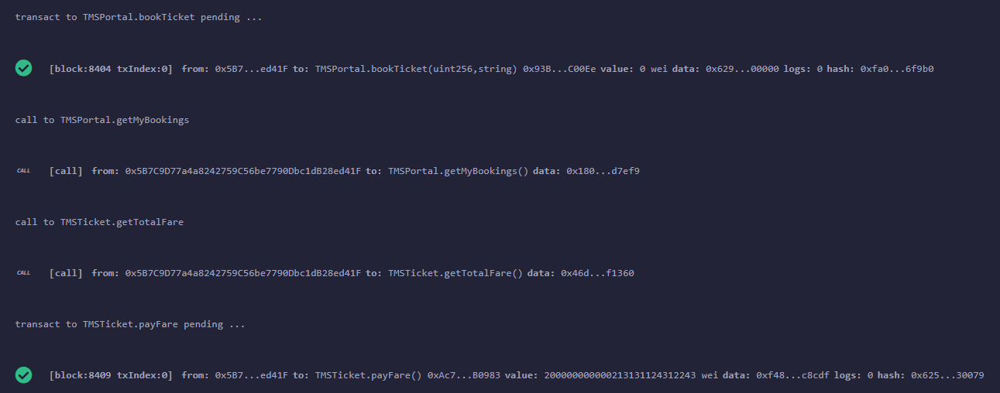 transact to TMSPortal.bookTicket pending ...
[block:8404 txIndex:0] from: 0x5B7...ed41F to: TMSPortal.bookTicket(uint256,string) 0x93B...C00Ee value: 0 wei data: 0x629...00000 logs: 0 hash: 0xfa0...6f9b0
call to TMSPortal.getMyBookings
CALL [call] from: 0x5B7C9D77a4a8242759C56be7790Dbc1dB28ed41F to: TMSPortal.getMyBookings() data: 0x180...d7ef9
call to TMSTicket.getTotalFare
CALL [call] from: 0x5B7C9D77a4a8242759C56be7790Dbc1dB28ed41F to: TMSTicket.getTotalFare() data: 0x46d...f1360
transact to TMSTicket.payFare pending ...
[block:8409 txIndex:0] from: 0x5B7...ed41F to: TMSTicket.payFare() 0xAc7...B0983 value: 200000000000213131124312243 wei data: 0xf48...c8cdf logs: 0 hash: 0x625...30079